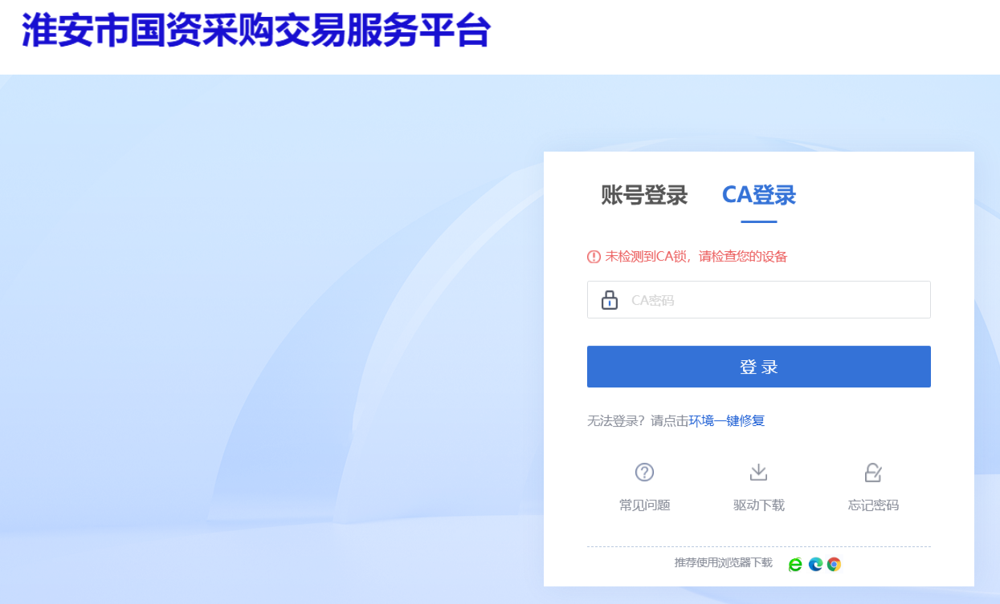 淮安市国资采购交易服务平台
账号登录 CA登录
未检测到CA锁，请检查您的设备
CA密码
登 录
无法登录？请点击环境一键修复
常见问题 驱动下载 忘记密码
推荐使用浏览器下载